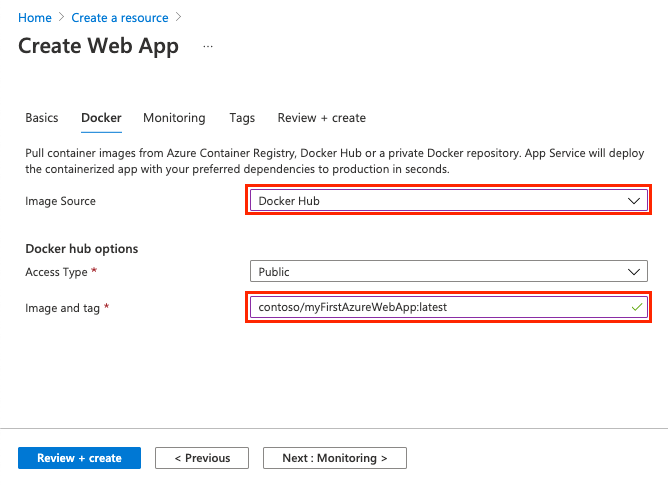 Home > Create a resource >
Create Web App ...
Basics Docker Monitoring Tags Review + create
Pull container images from Azure Container Registry, Docker Hub or a private Docker repository. App Service will deploy
the containerized app with your preferred dependencies to production in seconds.
Image Source Docker Hub
Docker hub options
Access Type * Public
Image and tag * contoso/myFirstAzureWebApp:latest
Review + create < Previous Next : Monitoring >